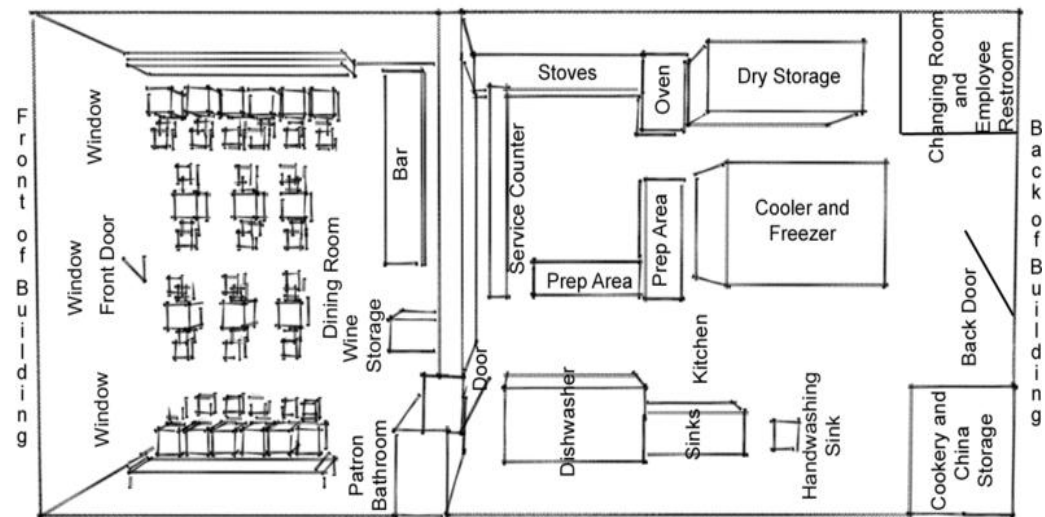 Front of Building
Window
Window
Front Door
Window
Dining Room
Bar
Wine
Storage
Patron
Bathroom
Door
Stoves
Oven
Dry Storage
Changing Room
and
Employee
Restroom
Service Counter
Prep Area
Prep Area
Cooler and
Freezer
Back Door
Kitchen
Dishwasher
Sinks
Handwashing
Sink
Cookery and
China
Storage
Back of Building